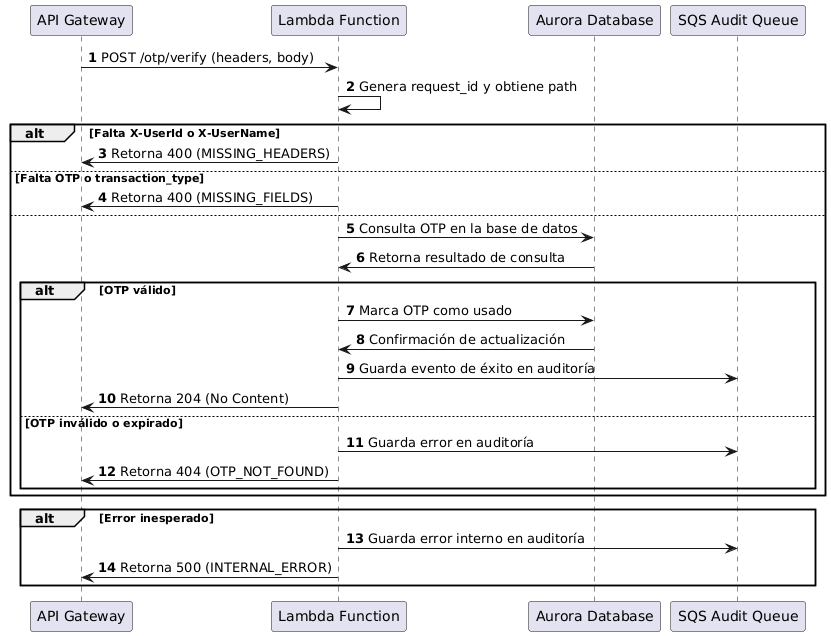 API Gateway
Lambda Function
Aurora Database
SQS Audit Queue
1 POST /otp/verify (headers, body)
2 Genera request_id y obtiene path
alt [Falta X-UserId o X-UserName]
3 Retorna 400 (MISSING_HEADERS)
[Falta OTP o transaction_type]
4 Retorna 400 (MISSING_FIELDS)
5 Consulta OTP en la base de datos
6 Retorna resultado de consulta
alt [OTP válido]
7 Marca OTP como usado
8 Confirmación de actualización
9 Guarda evento de éxito en auditoría
10 Retorna 204 (No Content)
[OTP inválido o expirado]
11 Guarda error en auditoría
12 Retorna 404 (OTP_NOT_FOUND)
alt [Error inesperado]
13 Guarda error interno en auditoría
14 Retorna 500 (INTERNAL_ERROR)
API Gateway
Lambda Function
Aurora Database
SQS Audit Queue